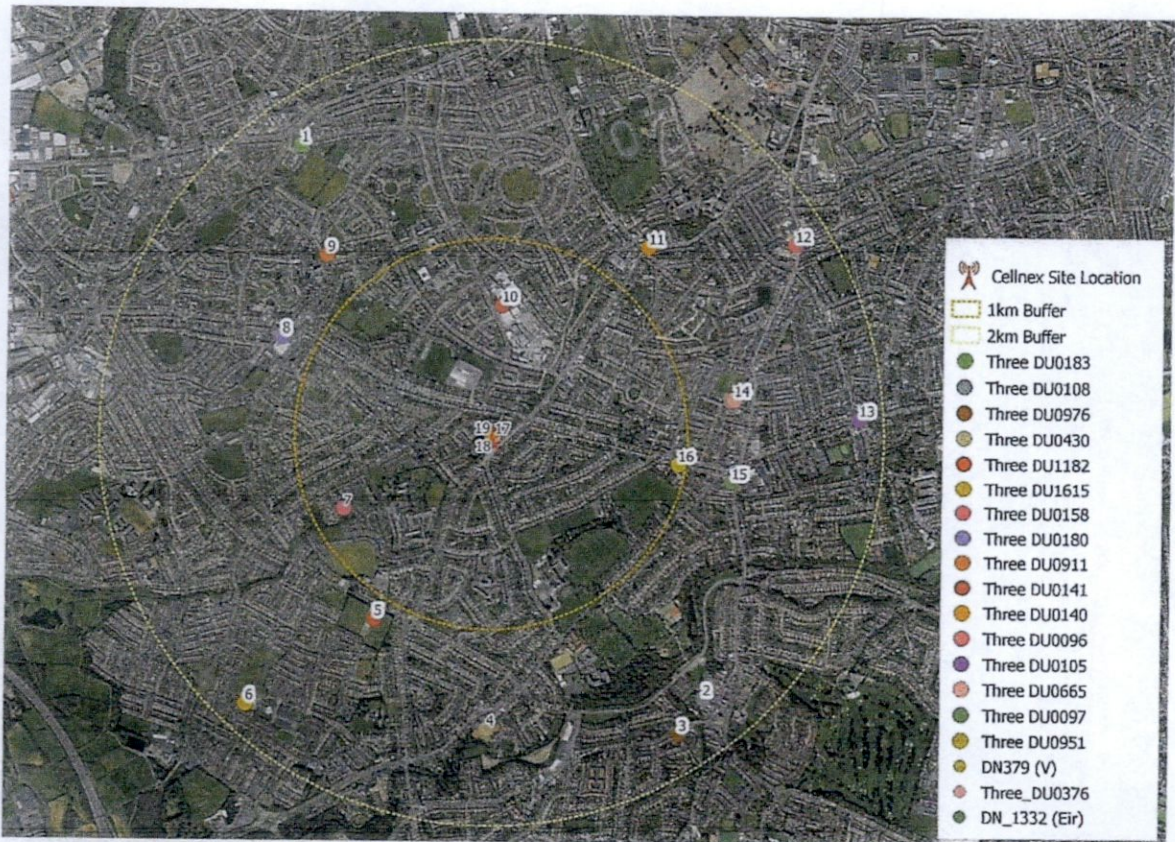 1
9
11
12
10
8
14
13
19 17
18
16
15
7
5
2
6
4
3
Cellnex Site Location
1km Buffer
2km Buffer
Three DU0183
Three DU0108
Three DU0976
Three DU0430
Three DU1182
Three DU1615
Three DU0158
Three DU0180
Three DU0911
Three DU0141
Three DU0140
Three DU0096
Three DU0105
Three DU0665
Three DU0097
Three DU0951
DN379 (V)
Three_DU0376
DN_1332 (Eir)